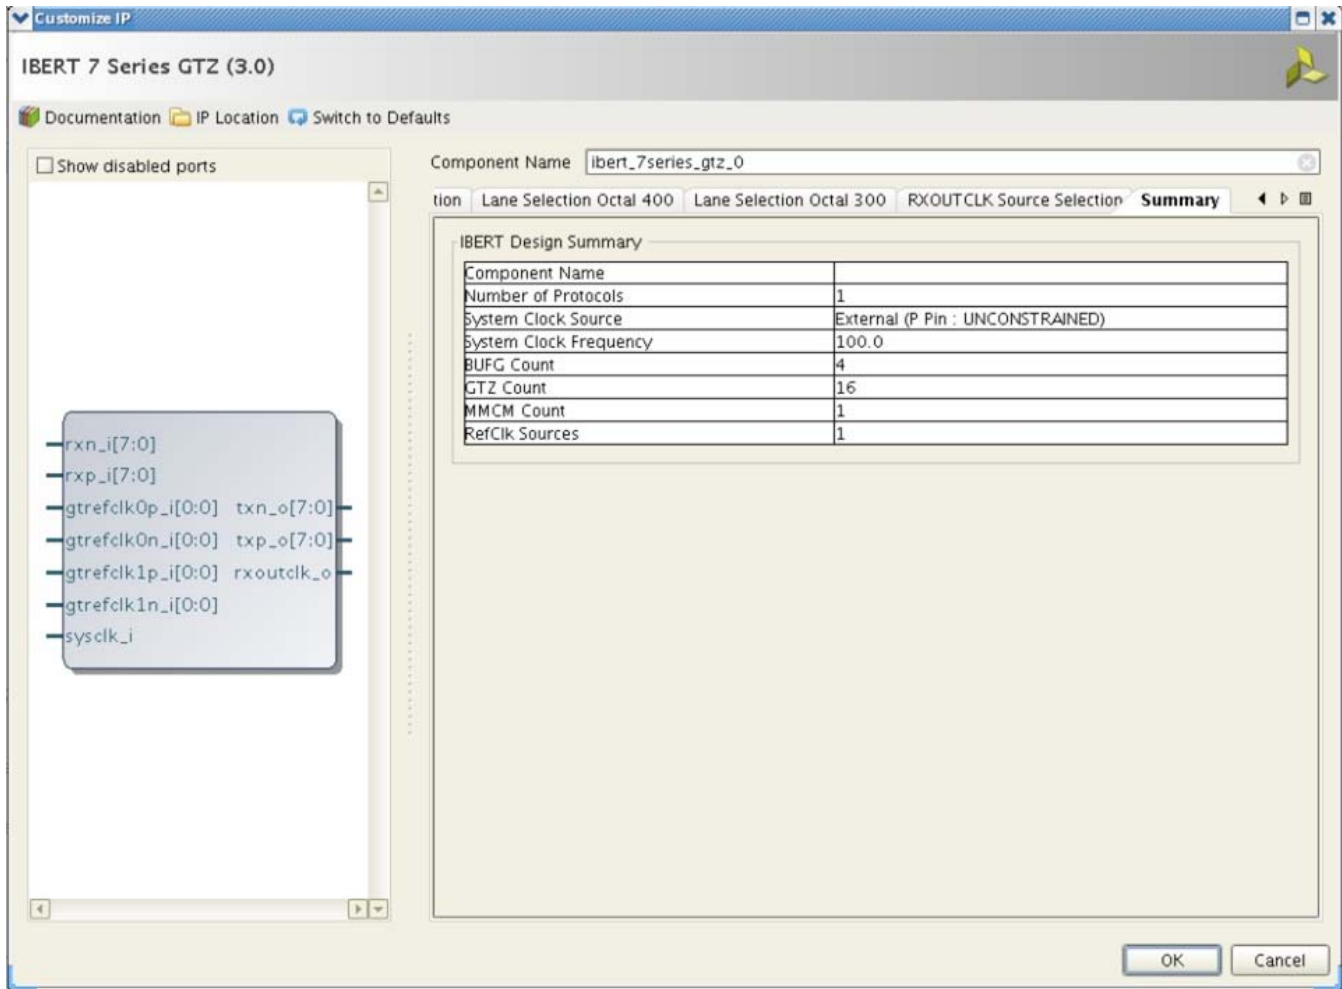 Customize IP
IBERT 7 Series GTZ (3.0)
Documentation IP Location Switch to Defaults
Show disabled ports
Component Name ibert_7series_gtz_0
tion Lane Selection Octal 400 Lane Selection Octal 300 RXOUTCLK Source Selection Summary
IBERT Design Summary
Component Name
Number of Protocols 1
System Clock Source External (P Pin : UNCONSTRAINED)
System Clock Frequency 100.0
BUFG Count 4
GTZ Count 16
MMCM Count 1
RefClk Sources 1
rxn_i[7:0]
rxp_i[7:0]
gtrefclk0p_i[0:0] txn_o[7:0]
gtrefclk0n_i[0:0] txp_o[7:0]
gtrefclk1p_i[0:0] rxoutclk_o
gtrefclk1n_i[0:0]
sysclk_i
OK Cancel